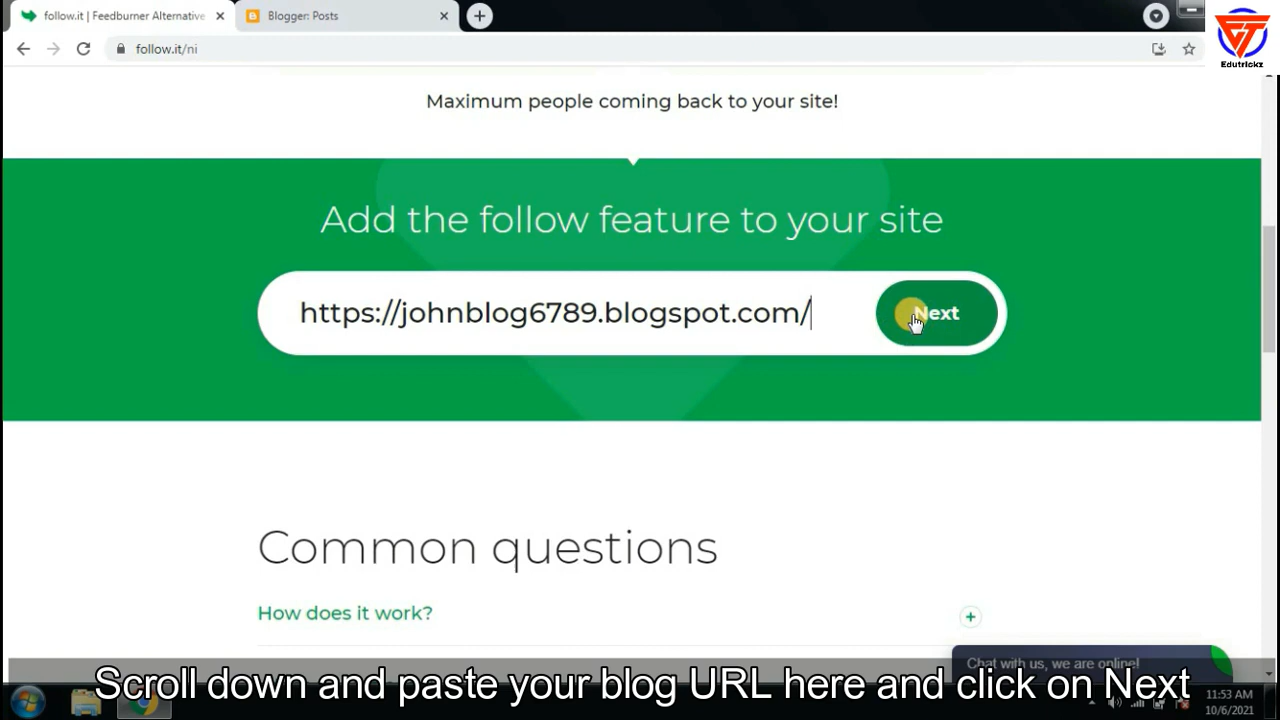 follow.it | Feedburner Alternative
Blogger: Posts
follow.it/ni
Edutrickz
Maximum people coming back to your site!
Add the follow feature to your site
https://johnblog6789.blogspot.com/
Next
Common questions
How does it work?
Chat with us, we are online!
Scroll down and paste your blog URL here and click on Next
11:53 AM
10/6/2021